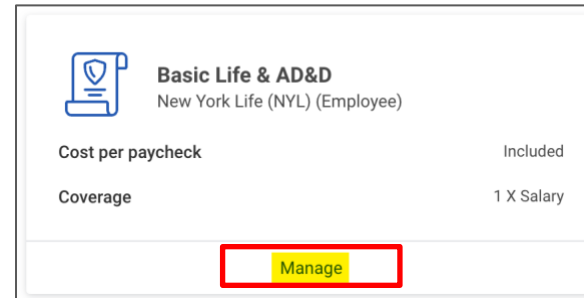 Basic Life & AD&D
New York Life (NYL) (Employee)
Cost per paycheck Included
Coverage 1 X Salary
Manage